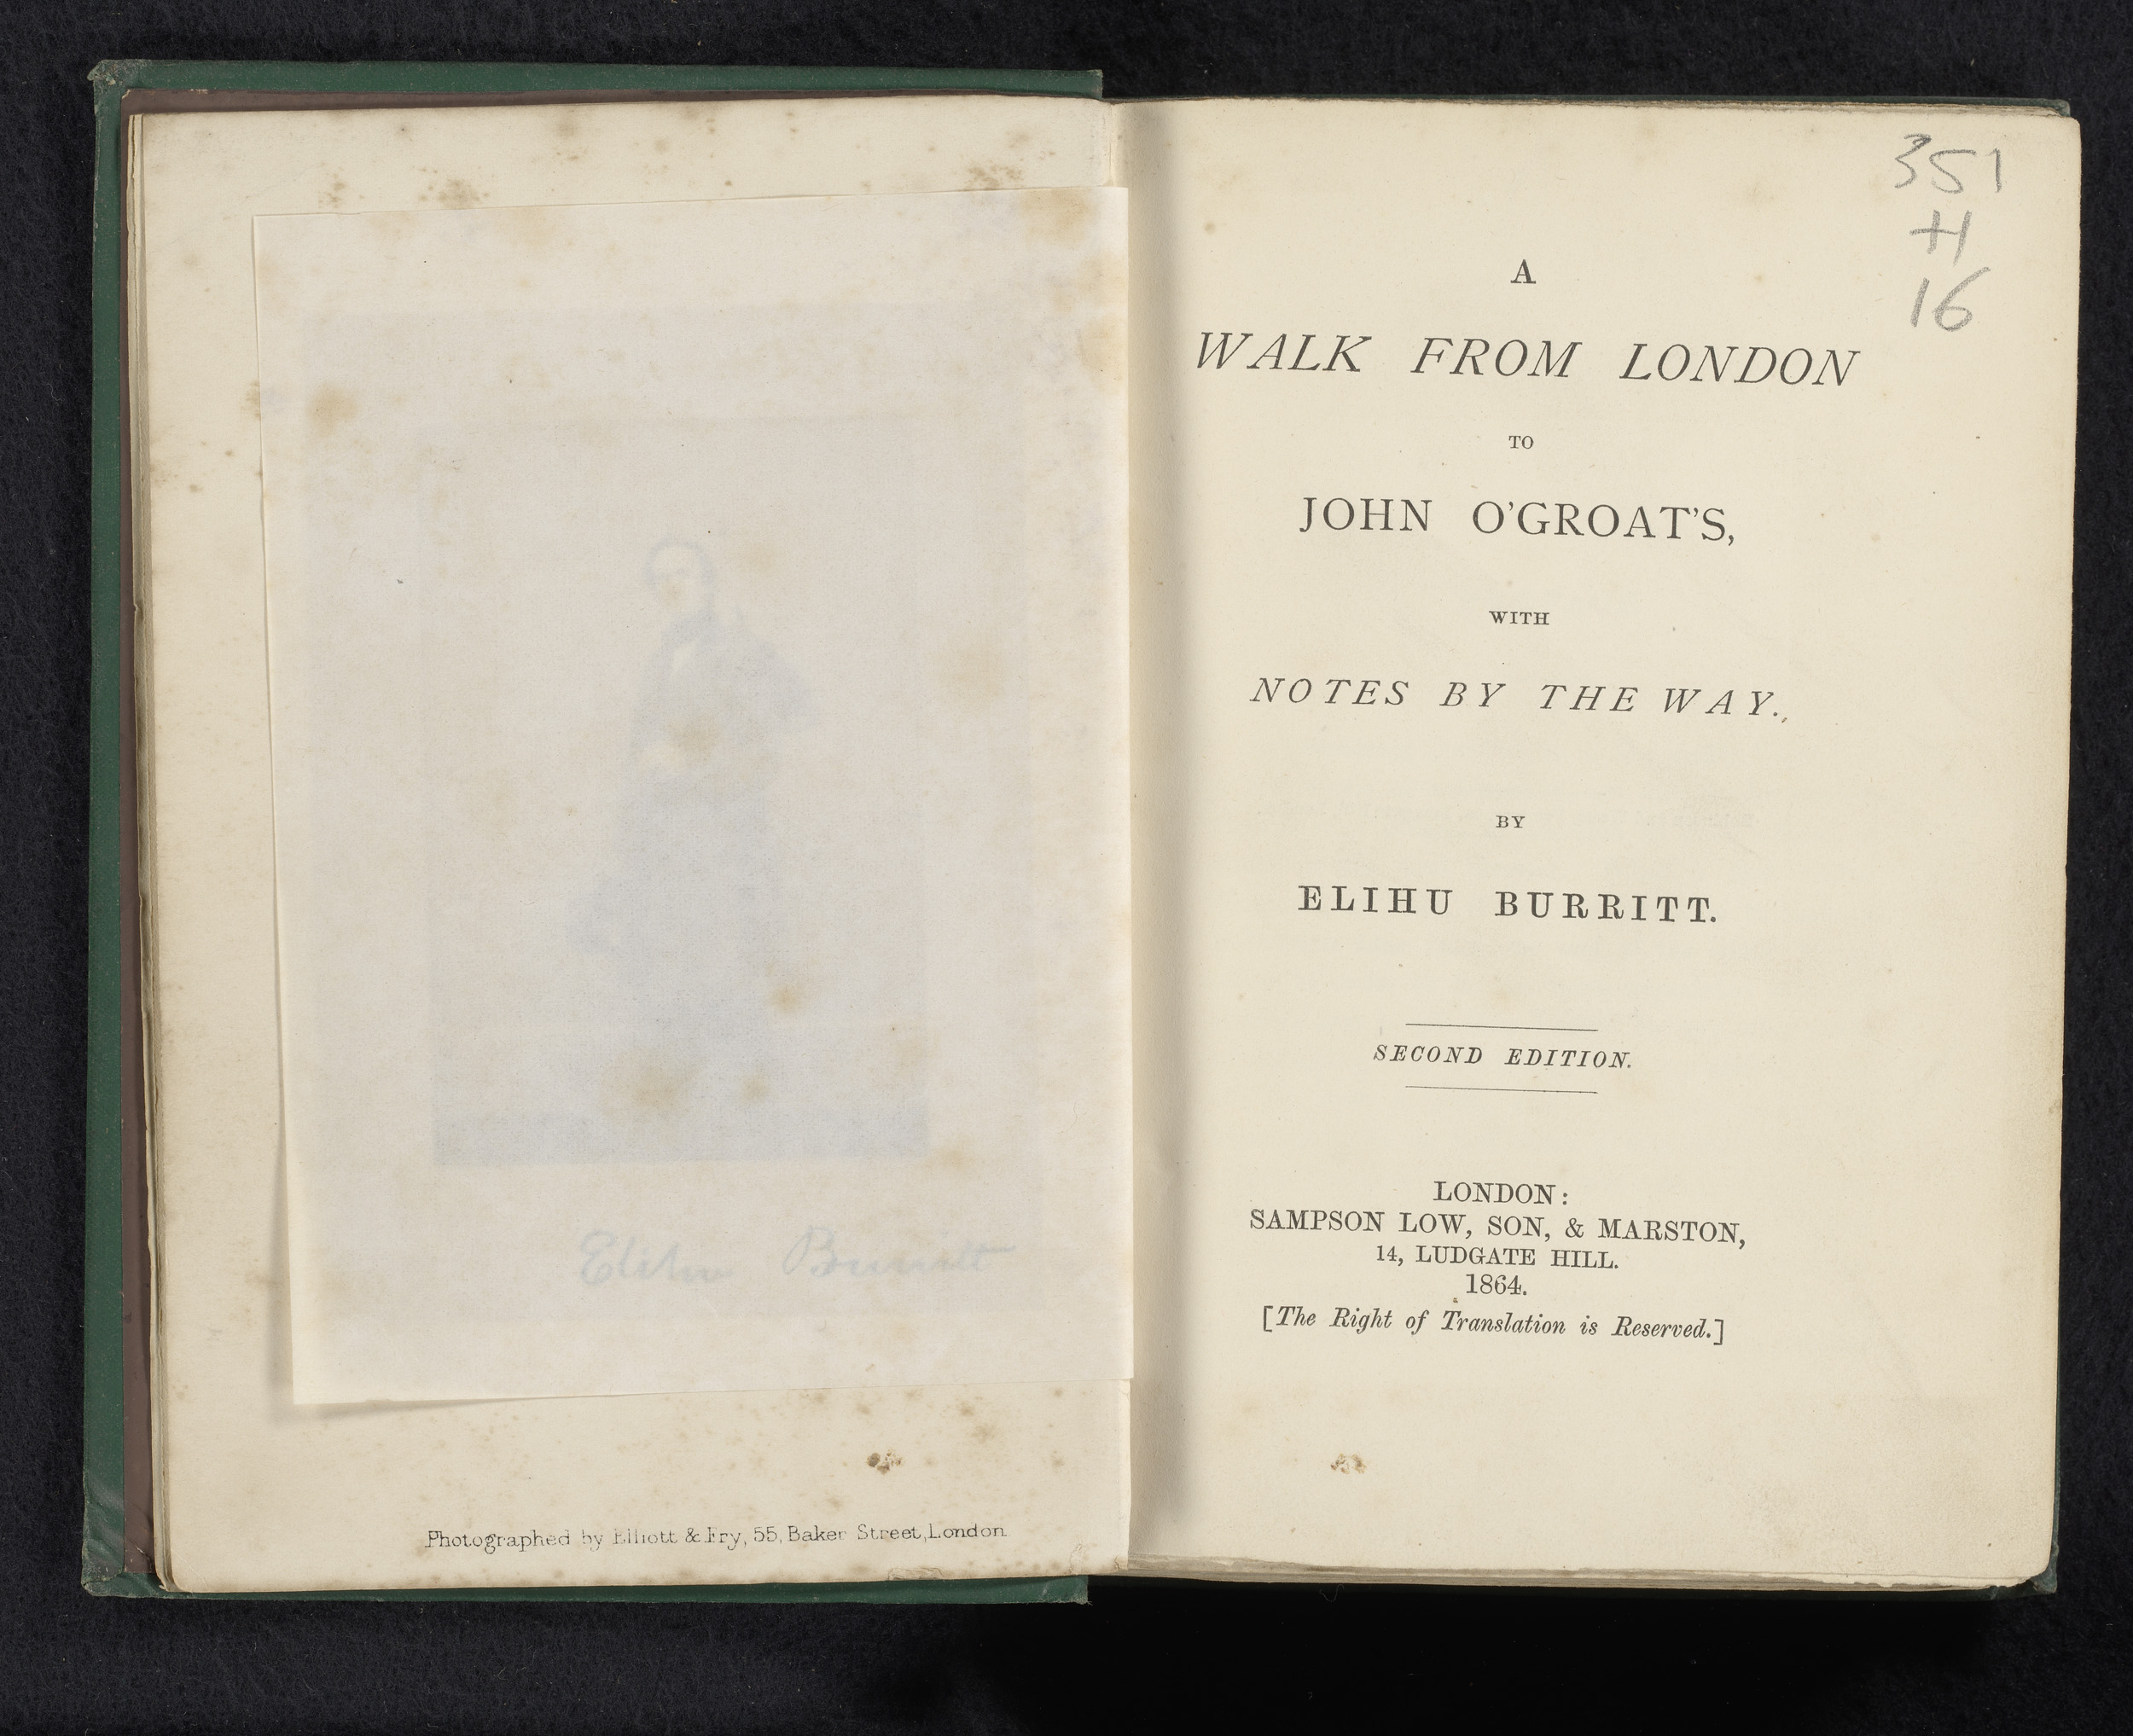 Elihu Burritt
Photographed by Elliott & Fry, 55, Baker Street, London
351
H
16
A
WALK FROM LONDON
TO
JOHN O'GROAT'S,
WITH
NOTES BY THE WAY.
BY
ELIHU BURRITT.
SECOND EDITION.
LONDON:
SAMPSON LOW, SON, & MARSTON,
14, LUDGATE HILL.
1864.
[The Right of Translation is Reserved.]